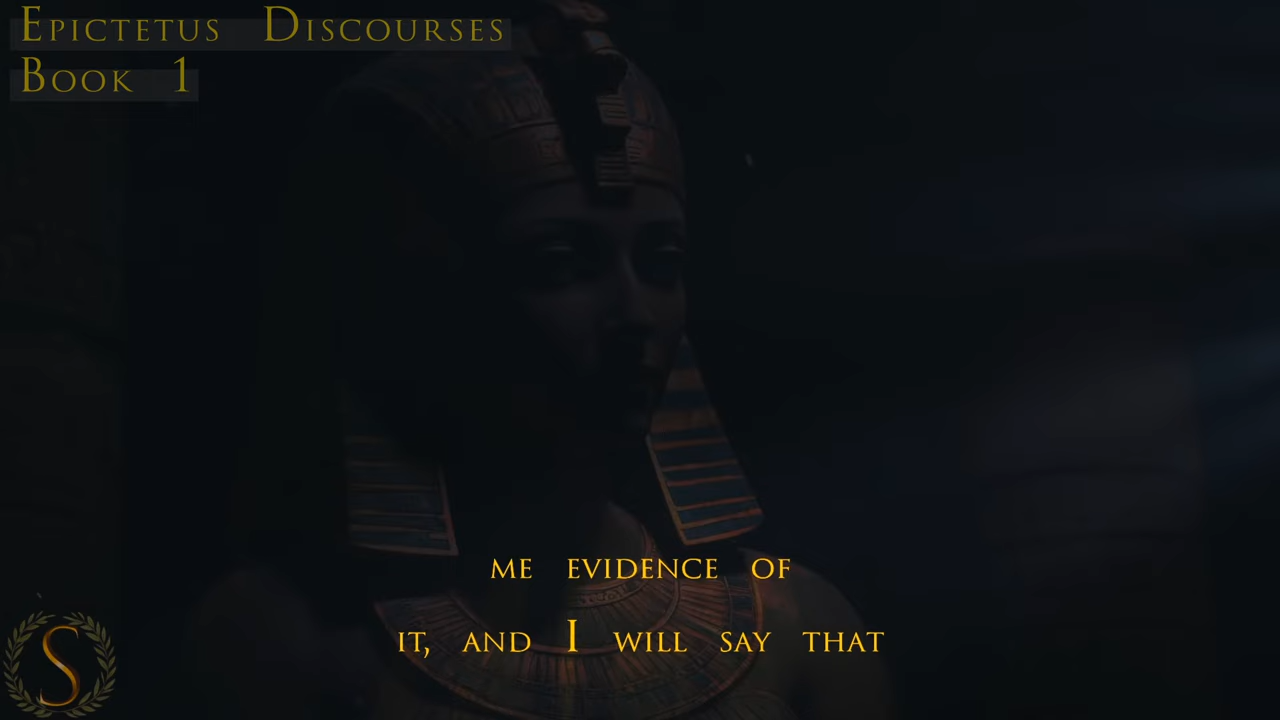 Epictetus Discourses
Book 1
me evidence of
it, and I will say that
S